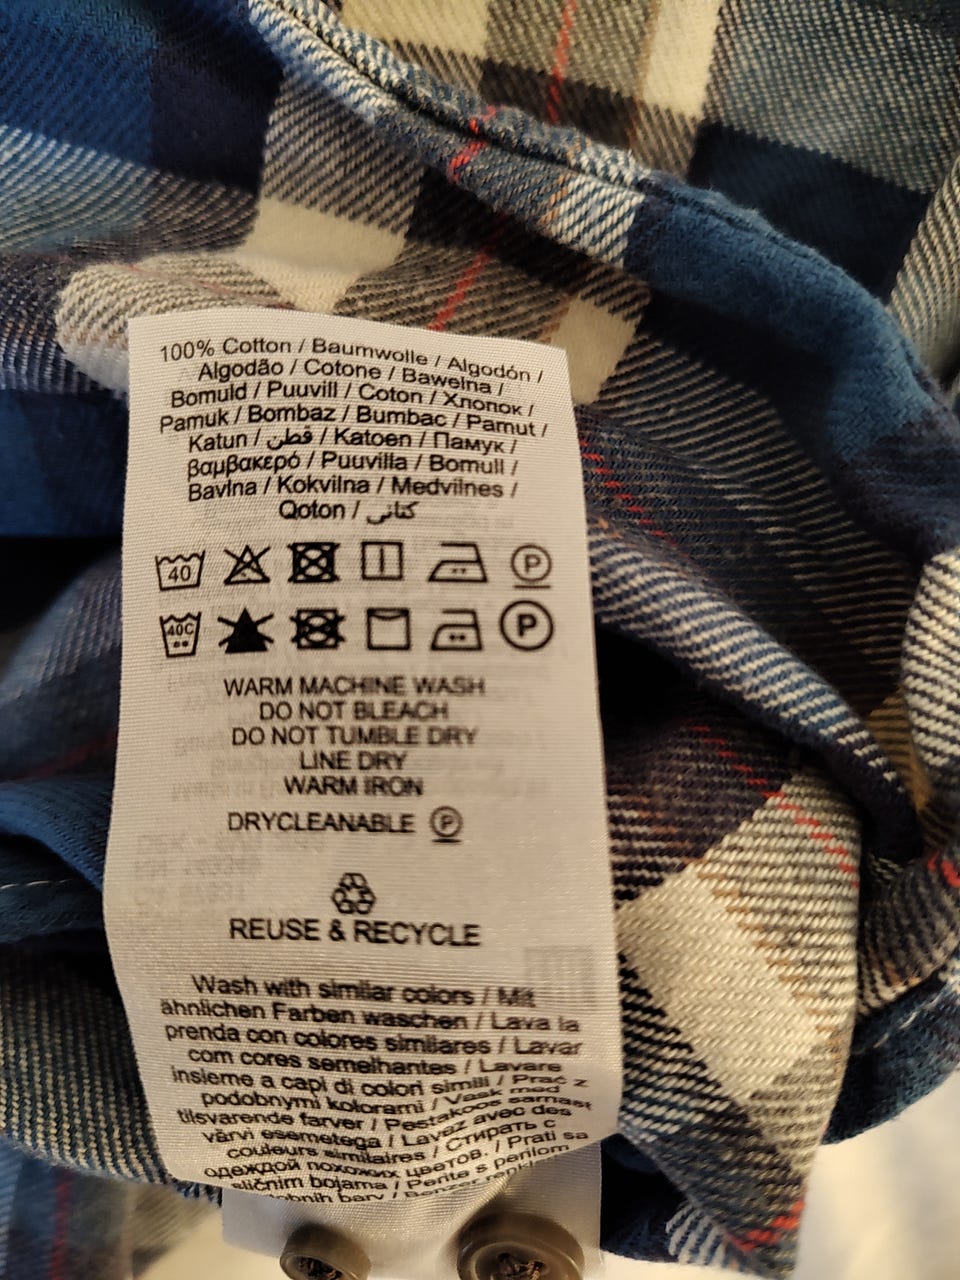 100% Cotton / Baumwolle / Algodón /
Algodão / Cotone / Bawełna /
Bomuld / Puuvill / Coton / Хлопок /
Pamuk / Bombaz / Bumbac / Pamut /
Katun / قطن / Katoen / Памук /
βαμβακερό / Puuvilla / Bomull /
Bavlna / Kokvilna / Medvilnes /
Qoton / كتاني
40 P
40C P
WARM MACHINE WASH
DO NOT BLEACH
DO NOT TUMBLE DRY
LINE DRY
WARM IRON
DRYCLEANABLE P
REUSE & RECYCLE
Wash with similar colors / Mit
ähnlichen Farben waschen / Lava la
prenda con colores similares / Lavar
com cores semelhantes / Lavare
insieme a capi di colori simili / Prać z
podobnymi kolorami / Vask med
tilsvarende farver / Pestakoos sarnast
värvi esemetega / Lavez avec des
couleurs similaires / Стирать с
одеждой похожих цветов. / Prati sa
sličnim bojama / Perite s perilom
barv /